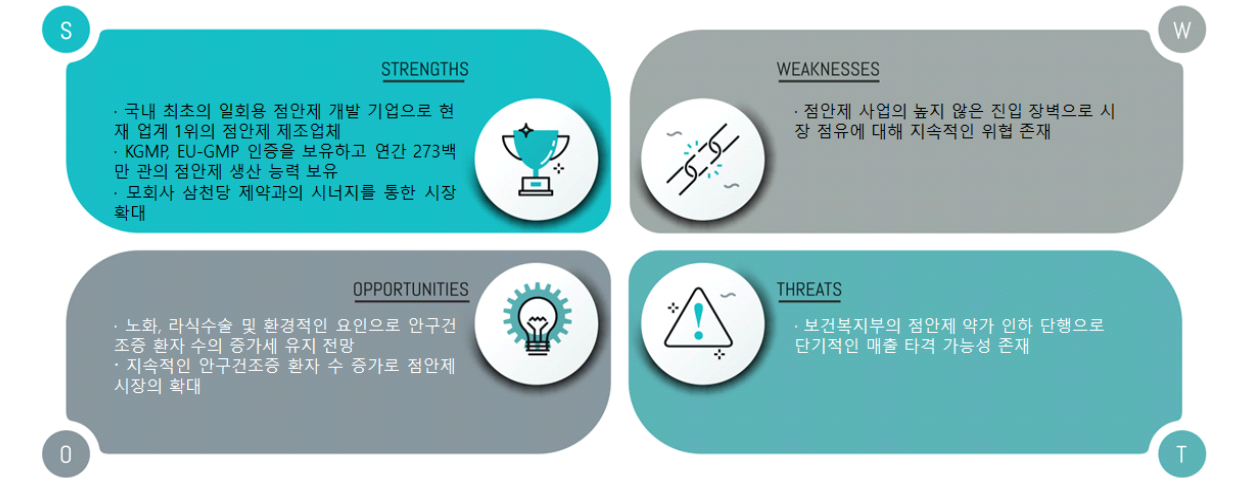 S
STRENGTHS
· 국내 최초의 일회용 점안제 개발 기업으로 현
재 업계 1위의 점안제 제조업체
· KGMP, EU-GMP 인증을 보유하고 연간 273백
만 관의 점안제 생산 능력 보유
· 모회사 삼천당 제약과의 시너지를 통한 시장
확대
W
WEAKNESSES
· 점안제 사업의 높지 않은 진입 장벽으로 시
장 점유에 대해 지속적인 위협 존재
OPPORTUNITIES
· 노화, 라식수술 및 환경적인 요인으로 안구건
조증 환자 수의 증가세 유지 전망
· 지속적인 안구건조증 환자 수 증가로 점안제
시장의 확대
O
THREATS
· 보건복지부의 점안제 약가 인하 단행으로
단기적인 매출 타격 가능성 존재
T